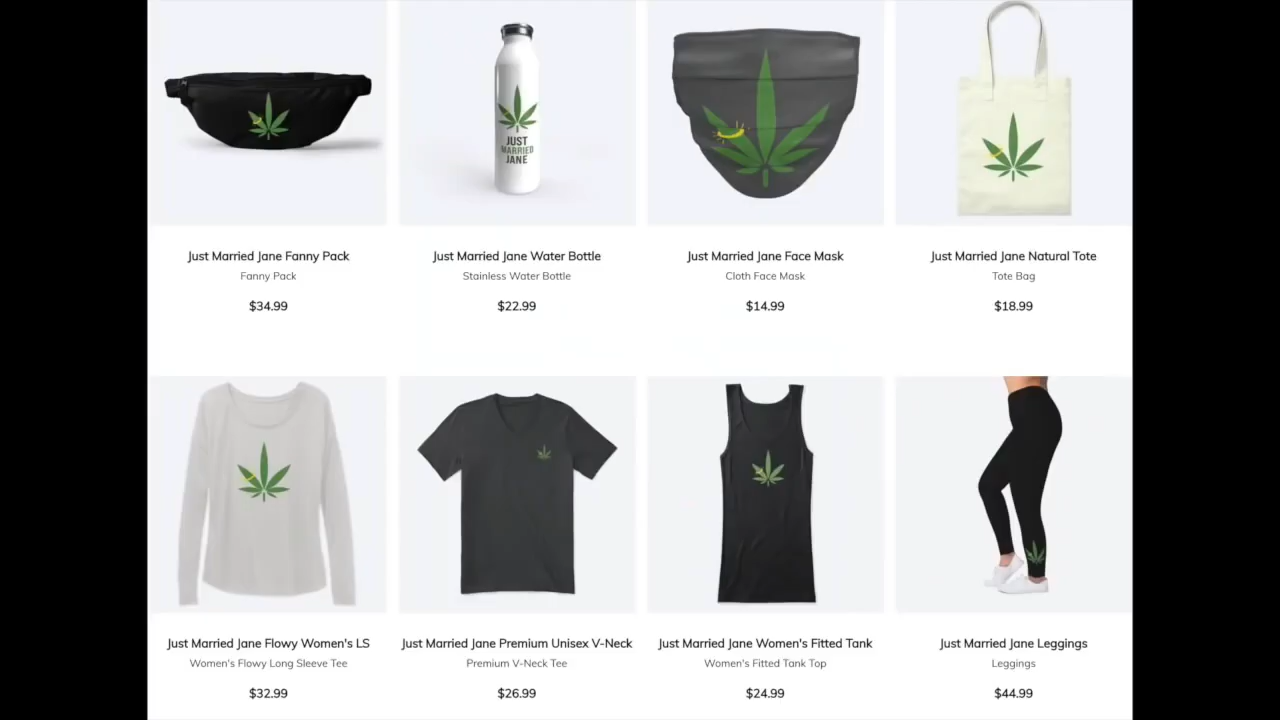 JUST
MARRIED
JANE
Just Married Jane Fanny Pack
Fanny Pack
$34.99
Just Married Jane Water Bottle
Stainless Water Bottle
$22.99
Just Married Jane Face Mask
Cloth Face Mask
$14.99
Just Married Jane Natural Tote
Tote Bag
$18.99
Just Married Jane Flowy Women's LS
Women's Flowy Long Sleeve Tee
$32.99
Just Married Jane Premium Unisex V-Neck
Premium V-Neck Tee
$26.99
Just Married Jane Women's Fitted Tank
Women's Fitted Tank Top
$24.99
Just Married Jane Leggings
Leggings
$44.99